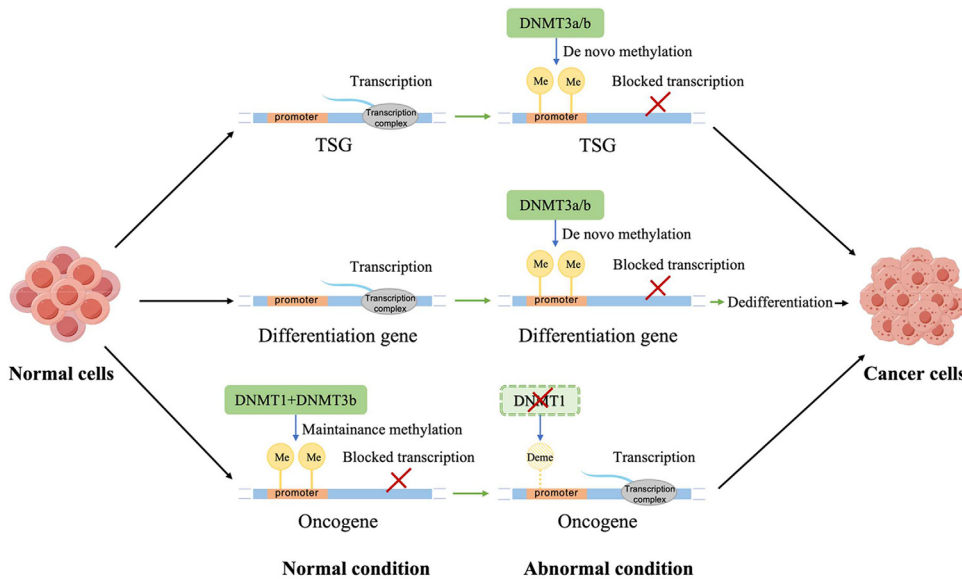 DNMT3a/b
De novo methylation
Me Me
Transcription
Blocked transcription
promoter
Transcription
complex
promoter
TSG
TSG
DNMT3a/b
De novo methylation
Me Me
Transcription
Blocked transcription
promoter
Transcription
complex
promoter
Dedifferentiation
Differentiation gene
Differentiation gene
Normal cells
Cancer cells
DNMT1+DNMT3b
DNMT1
Maintainance methylation
Me Me
Blocked transcription
Deme
Transcription
promoter
promoter
Transcription
complex
Oncogene
Oncogene
Normal condition
Abnormal condition